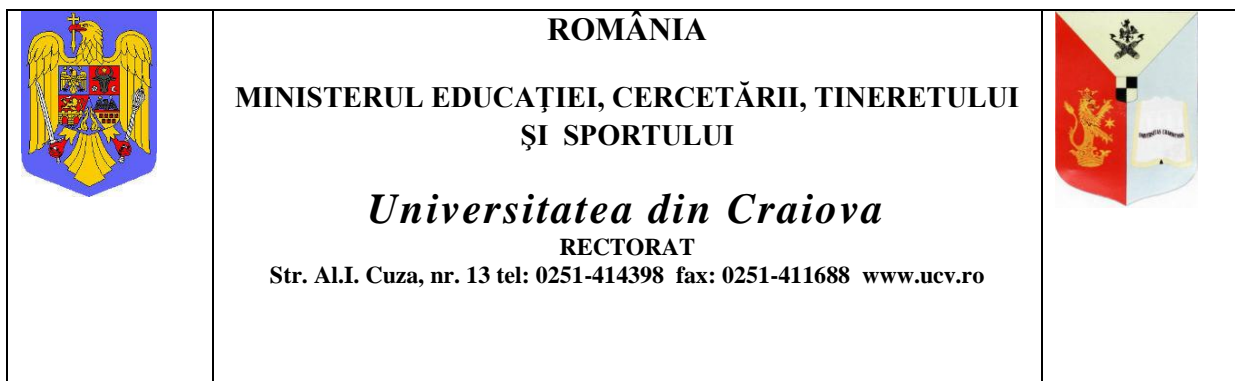 ROMÂNIA
MINISTERUL EDUCAŢIEI, CERCETĂRII, TINERETULUI
ŞI SPORTULUI
Universitatea din Craiova
RECTORAT
Str. Al.I. Cuza, nr. 13 tel: 0251-414398 fax: 0251-411688 www.ucv.ro